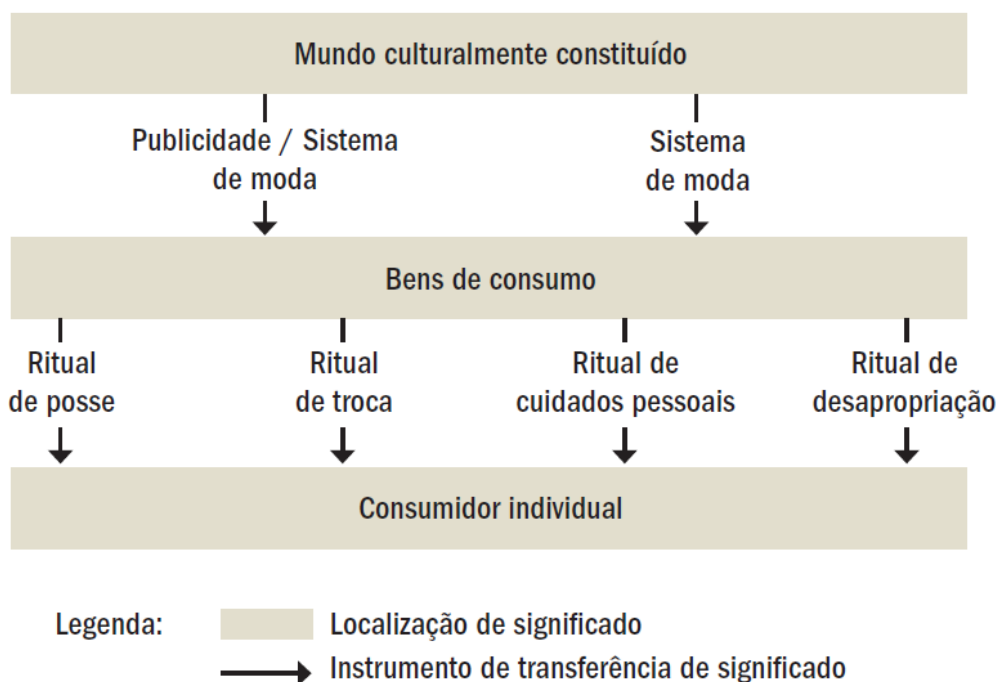 Mundo culturalmente constituído
Publicidade / Sistema
de moda
Sistema
de moda
Bens de consumo
Ritual
de posse
Ritual
de troca
Ritual de
cuidados pessoais
Ritual de
desapropriação
Consumidor individual
Legenda:
Localização de significado
Instrumento de transferência de significado